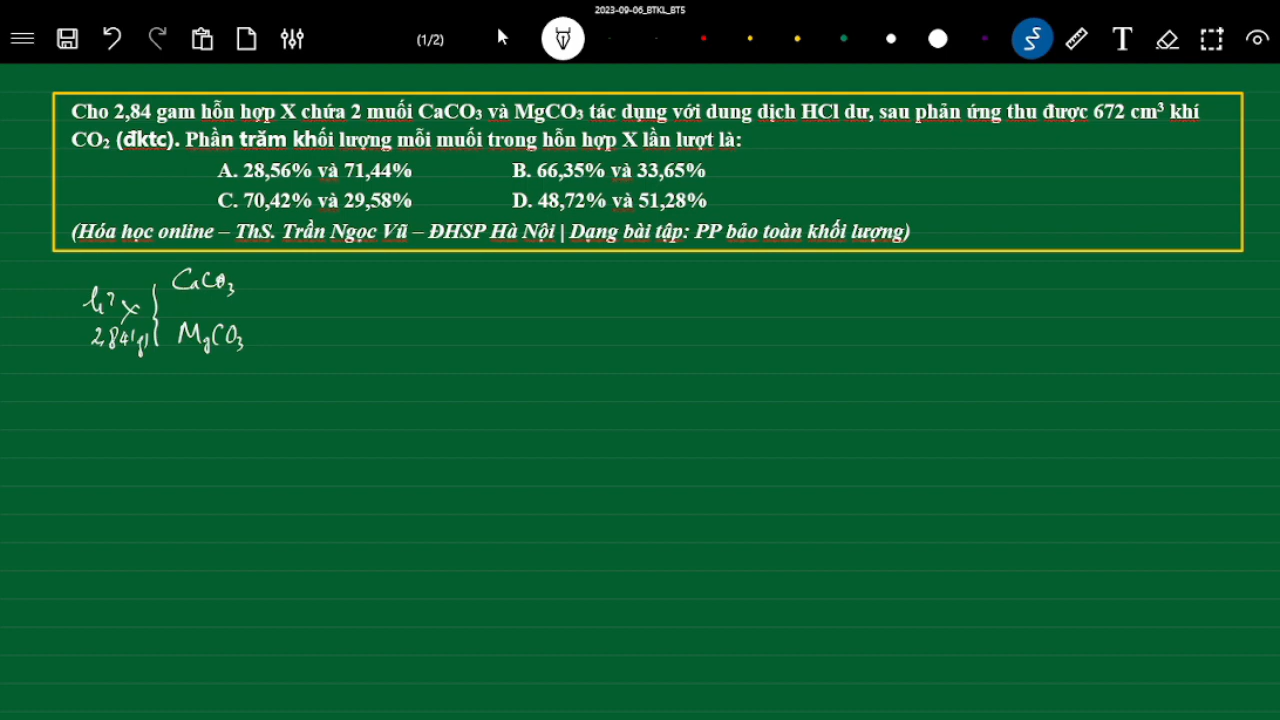 2023-09-06_BTKL_BT5
(1/2)
T
Cho 2,84 gam hỗn hợp X chứa 2 muối CaCO₃ và MgCO₃ tác dụng với dung dịch HCl dư, sau phản ứng thu được 672 cm³ khí
CO₂ (đktc). Phần trăm khối lượng mỗi muối trong hỗn hợp X lần lượt là:
A. 28,56% và 71,44% B. 66,35% và 33,65%
C. 70,42% và 29,58% D. 48,72% và 51,28%
(Hóa học online – ThS. Trần Ngọc Vũ – ĐHSP Hà Nội | Dạng bài tập: PP bảo toàn khối lượng)
CaCO₃
h² X
2,84(g) MgCO₃